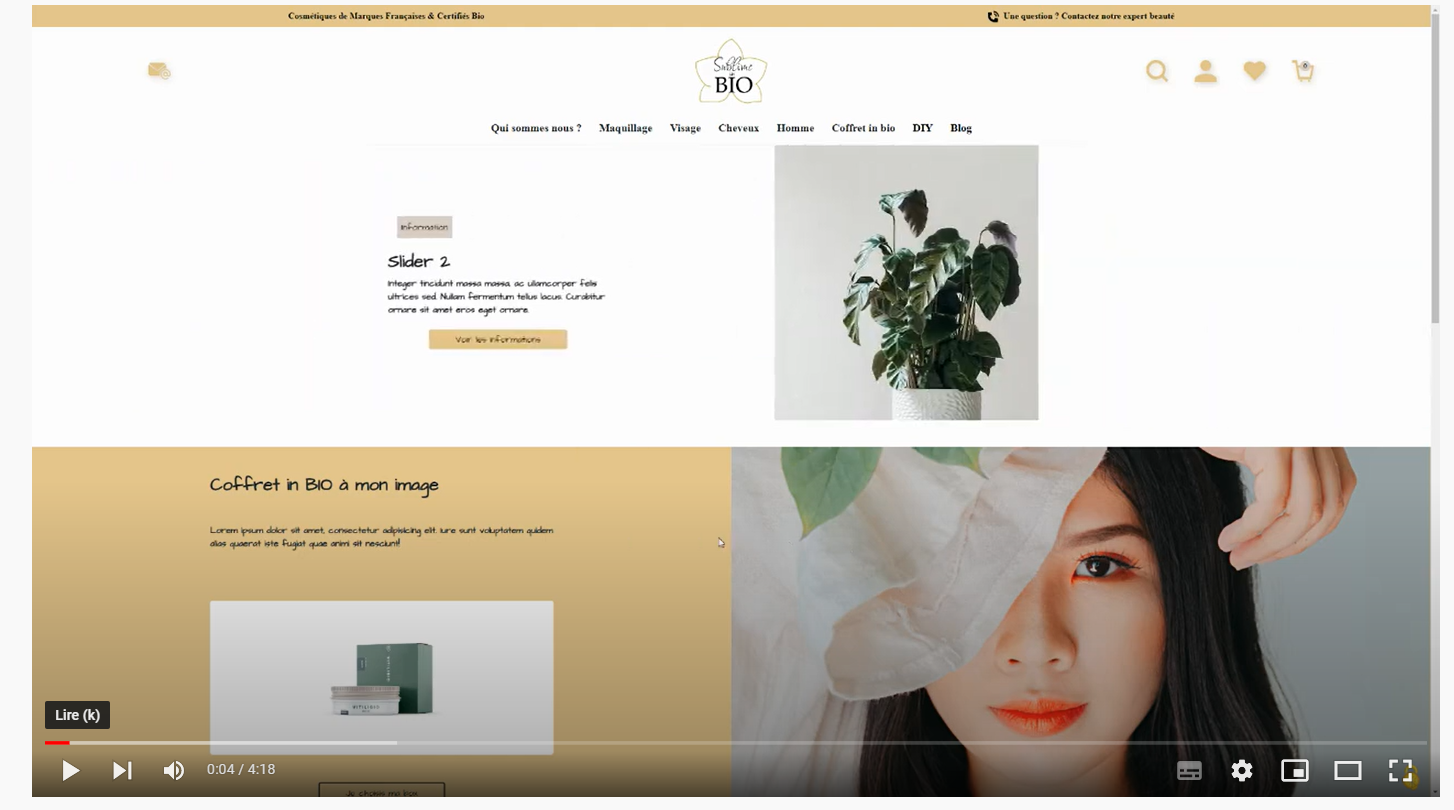 Cosmétiques de Marques Françaises & Certifiés Bio
Une question ? Contactez notre expert beauté
Sublime
BIO
0
Qui sommes nous ? Maquillage Visage Cheveux Homme Coffret in bio DIY Blog
Information
Slider 2
Integer tincidunt massa massa, ac ullamcorper felis
ultrices sed. Nullam fermentum tellus lacus. Curabitur
ornare sit amet eros eget ornare.
Voir les informations
Coffret in BIO à mon image
Lorem ipsum dolor sit amet, consectetur adipisicing elit. Iure sunt voluptatem quidem
alias quaerat iste fugiat quae animi sit nesciunt!
Je choisis ma box
Lire (k)
0:04 / 4:18